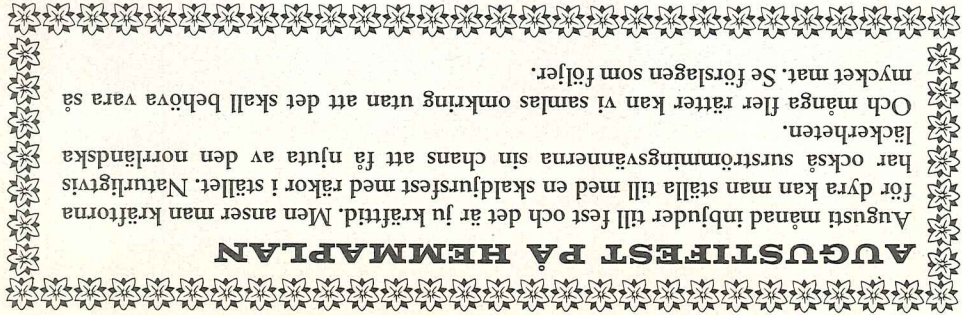 AUGUSTIFEST PÅ HEMMAPLAN
Augusti månad inbjuder till fest och det är ju kräfttid. Men anser man kräftorna
för dyra kan man ställa till med en skaldjursfest med räkor i stället. Naturligtvis
har också surströmmingsvännerna sin chans att få njuta av den norrländska
läckerheten.
Och många fler rätter kan vi samlas omkring utan att det skall behöva vara så
mycket mat. Se förslagen som följer.